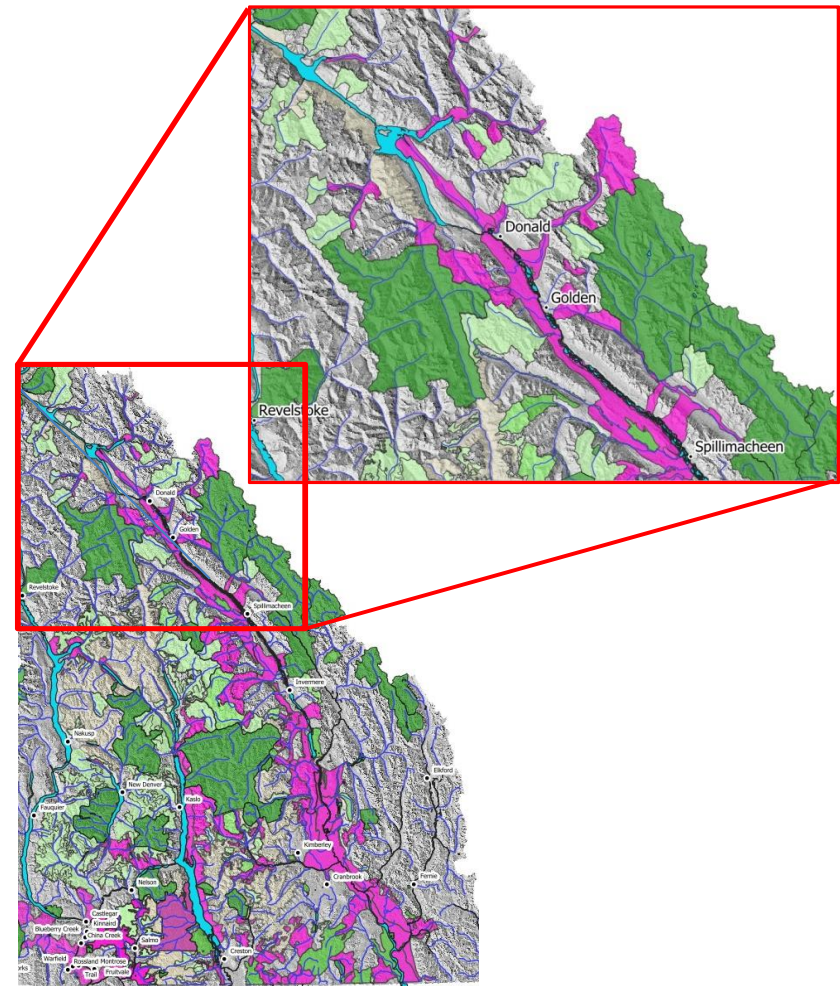 Donald
Golden
Revelstoke
Spillimacheen
Donald
Golden
Revelstoke
Spillimacheen
Invermere
Nakusp
Elkford
New Denver
Kaslo
Fauquier
Kimberley
Cranbrook
Fernie
Nelson
Castlegar
Kinnaird
Blueberry Creek
China Creek
Salmo
Creston
Warfield
Rossland Montrose
Trail
Fruitvale